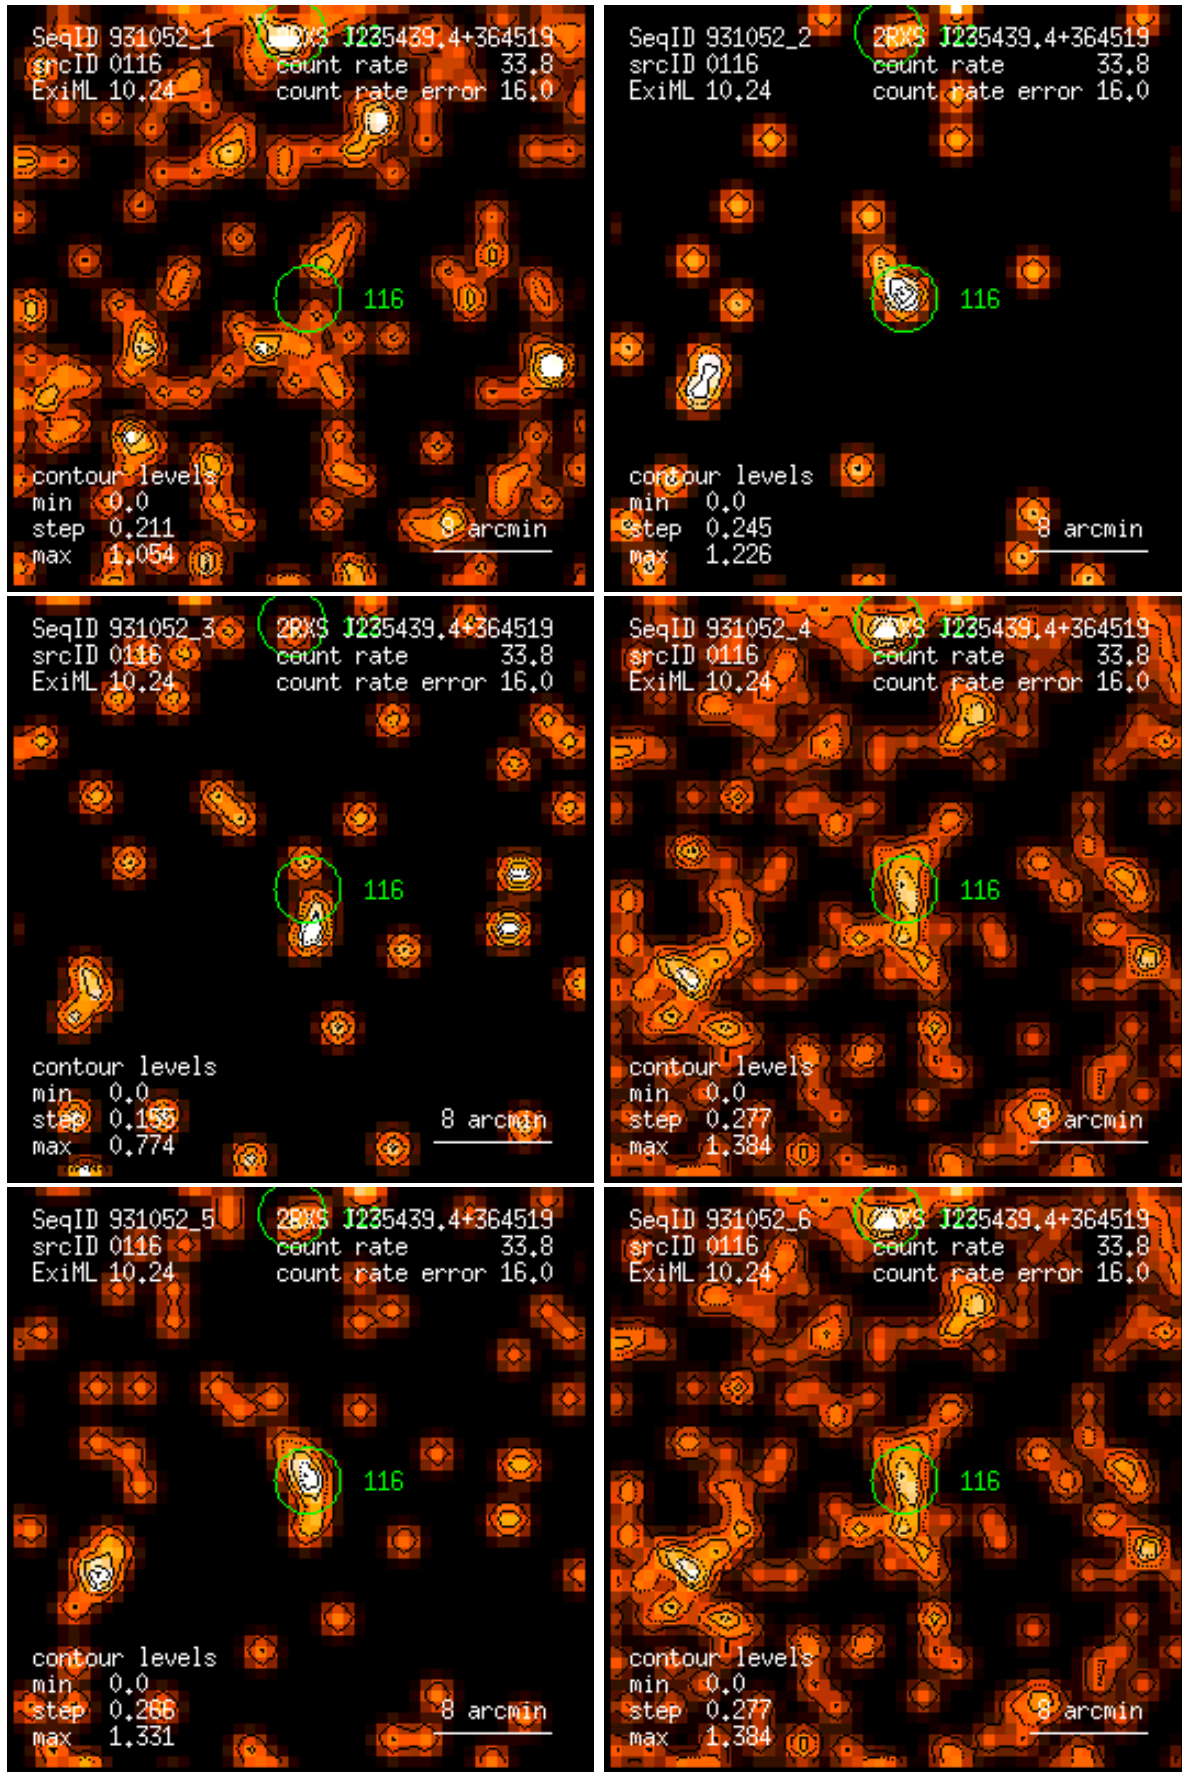 SeqID 931052_1 2RXS J235439.4+364519
srcID 0116 count rate 33.8
ExiML 10.24 count rate error 16.0
116
contour levels
min 0.0
step 0.211 8 arcmin
max 1.054
SeqID 931052_2 2RXS J235439.4+364519
srcID 0116 count rate 33.8
ExiML 10.24 count rate error 16.0
116
contour levels
min 0.0
step 0.245 8 arcmin
max 1.226
SeqID 931052_3 2RXS J235439.4+364519
srcID 0116 count rate 33.8
ExiML 10.24 count rate error 16.0
116
contour levels
min 0.0
step 0.155 8 arcmin
max 0.774
SeqID 931052_4 2RXS J235439.4+364519
srcID 0116 count rate 33.8
ExiML 10.24 count rate error 16.0
116
contour levels
min 0.0
step 0.277 8 arcmin
max 1.384
SeqID 931052_5 2RXS J235439.4+364519
srcID 0116 count rate 33.8
ExiML 10.24 count rate error 16.0
116
contour levels
min 0.0
step 0.266 8 arcmin
max 1.331
SeqID 931052_6 2RXS J235439.4+364519
srcID 0116 count rate 33.8
ExiML 10.24 count rate error 16.0
116
contour levels
min 0.0
step 0.277 8 arcmin
max 1.384